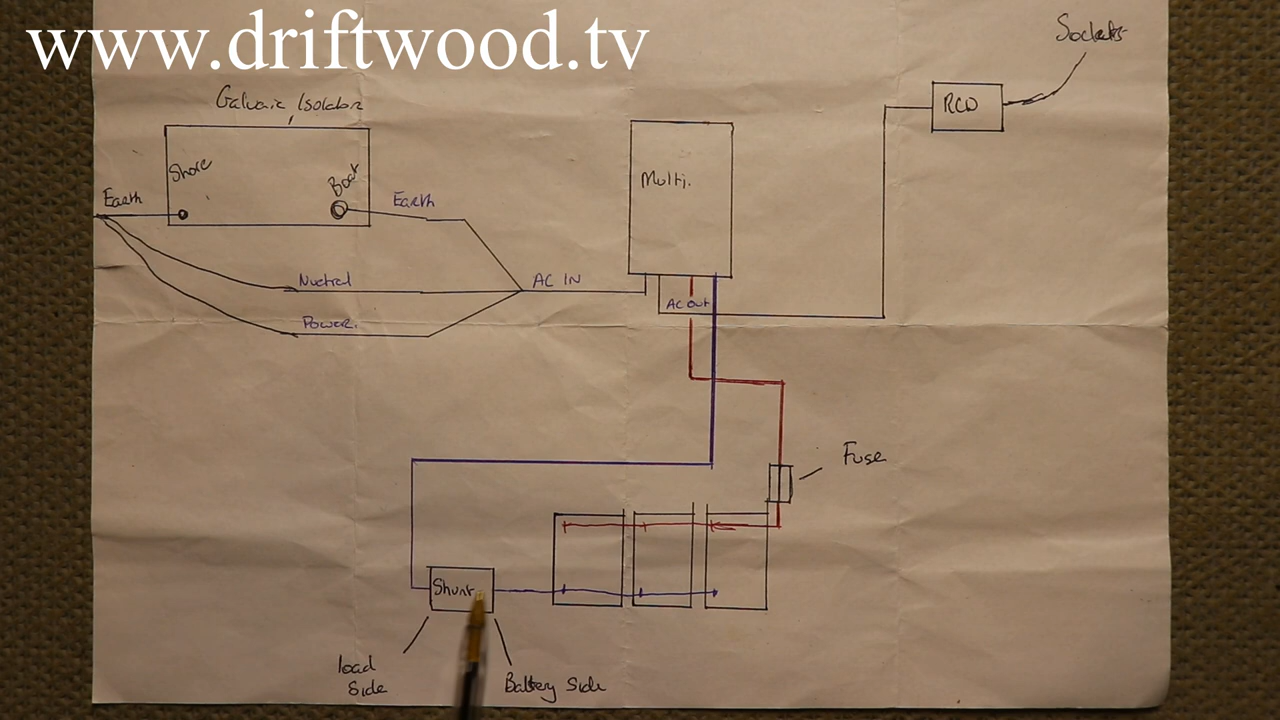 www.driftwood.tv
Sockets
Galvanic Isolator
RCD
Shore
Boat
Multi.
Earth
Earth
Nuetral
AC IN
AC Out
Power.
Fuse
Shunt
load
Side
Battery Side